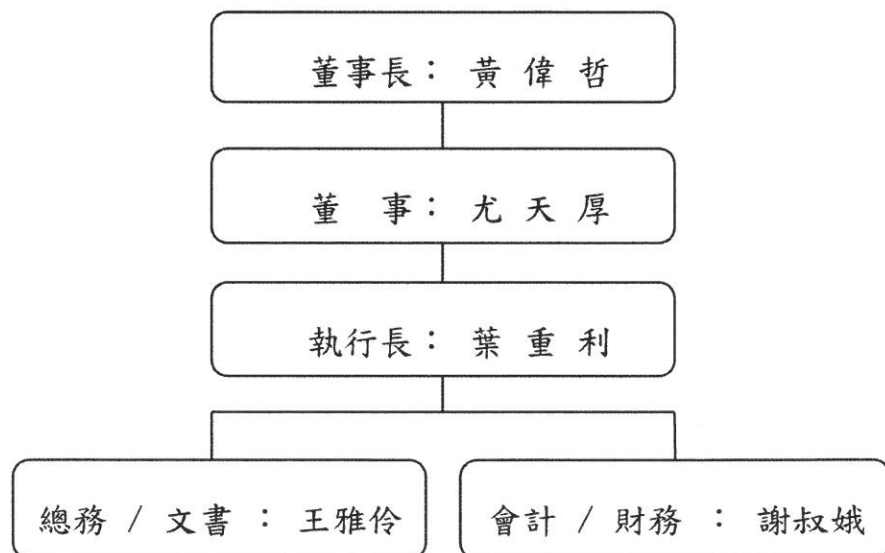 董事長： 黃 偉 哲
董 事： 尤 天 厚
執行長： 葉 重 利
總務 / 文書 ： 王雅伶
會計 / 財務 ： 謝叔娥